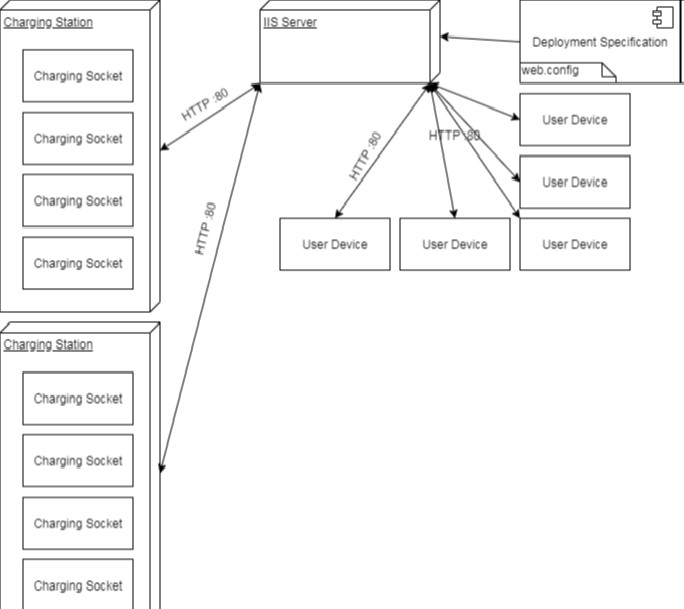 Charging Station
Charging Socket
Charging Socket
Charging Socket
Charging Socket
HTTP :80
IIS Server
Deployment Specification
web.config
User Device
User Device
HTTP :80
HTTP :80
User Device
User Device
User Device
HTTP :80
Charging Station
Charging Socket
Charging Socket
Charging Socket
Charging Socket